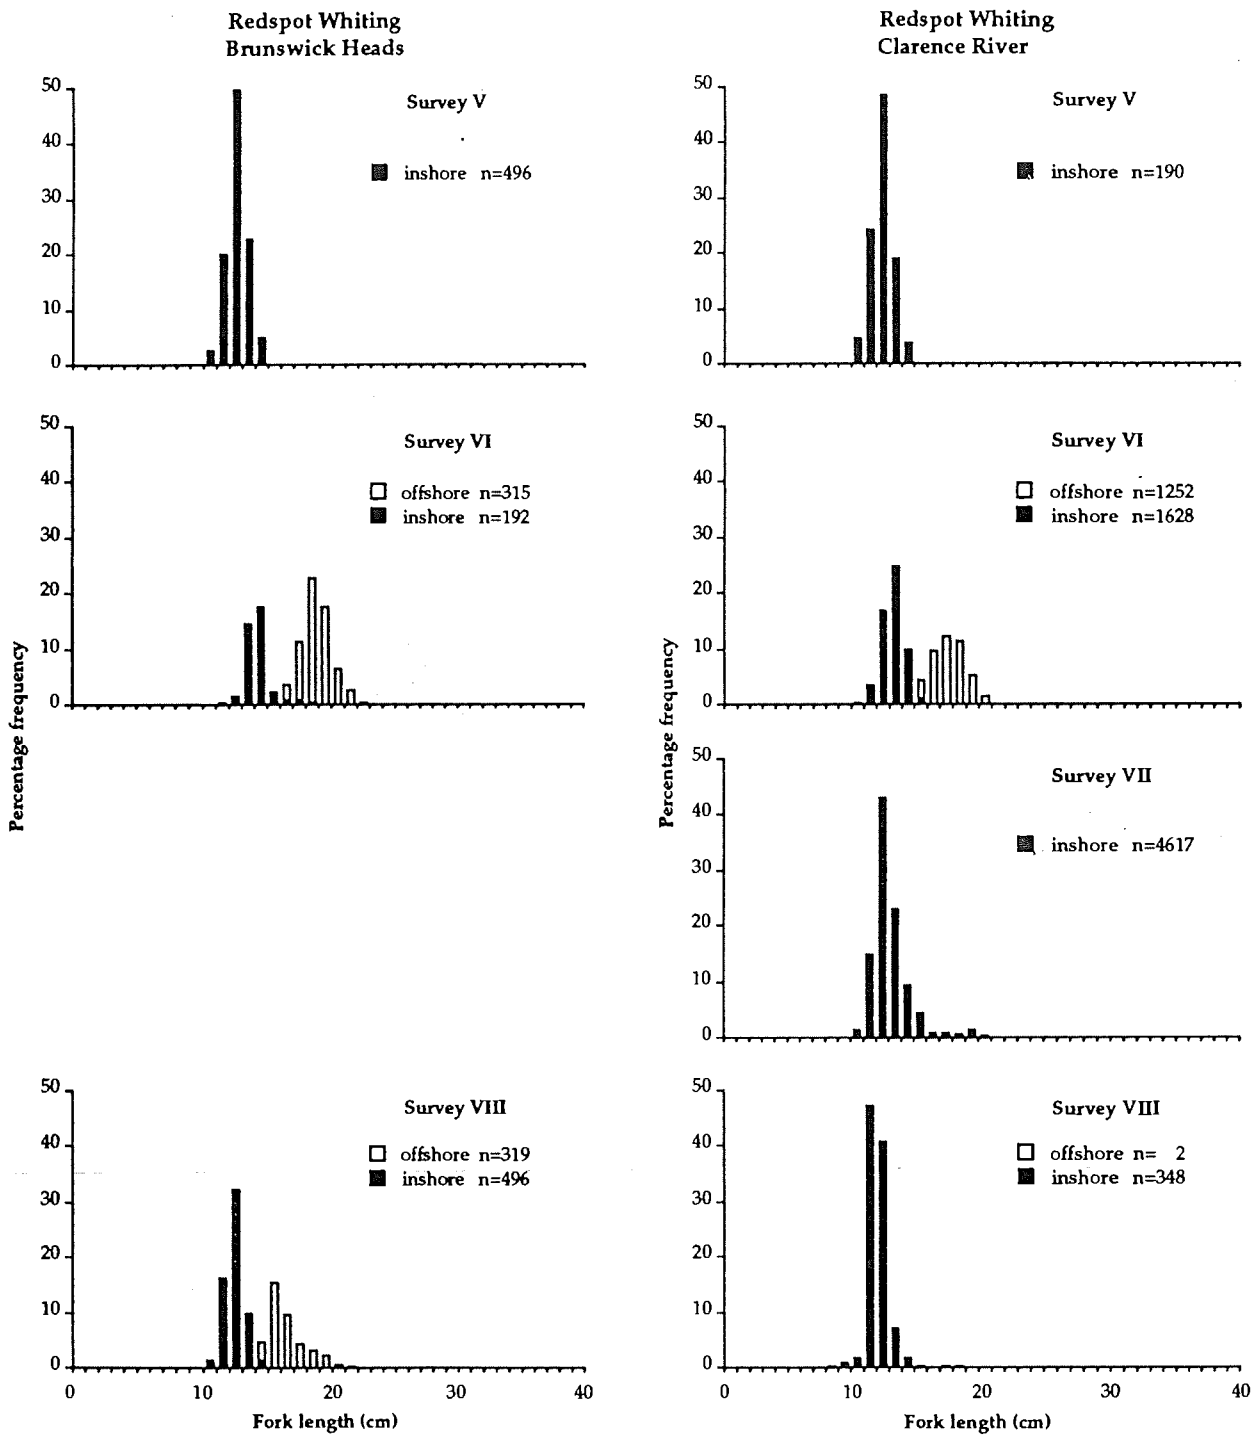 Redspot Whiting
Brunswick Heads
50
40
30
20
10
0
Survey V
inshore n=496
50
40
30
20
10
0
Survey VI
offshore n=315
inshore n=192
Percentage frequency
50
40
30
20
10
0
Survey VIII
offshore n=319
inshore n=496
0 10 20 30 40
Fork length (cm)
Redspot Whiting
Clarence River
50
40
30
20
10
0
Survey V
inshore n=190
50
40
30
20
10
0
Survey VI
offshore n=1252
inshore n=1628
Percentage frequency
50
40
30
20
10
0
Survey VII
inshore n=4617
50
40
30
20
10
0
Survey VIII
offshore n= 2
inshore n=348
0 10 20 30 40
Fork length (cm)